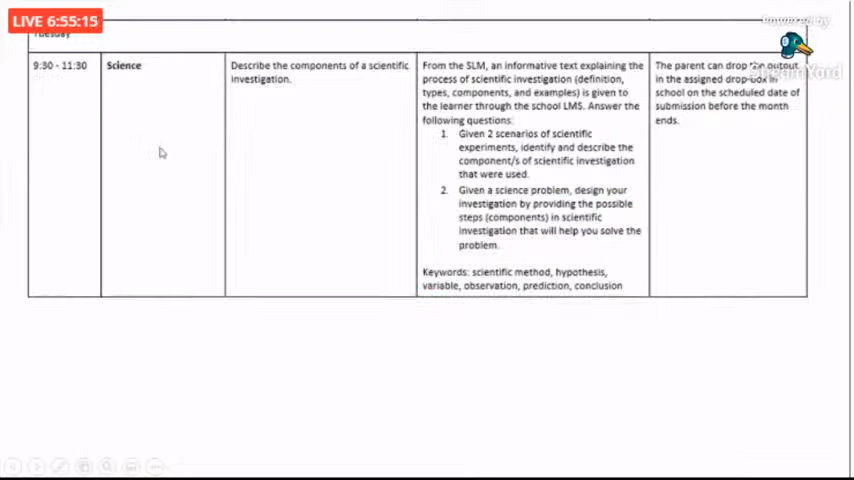 LIVE 6:55:15
Powered by
StreamYard
Tuesday
9:30 - 11:30
Science
Describe the components of a scientific
investigation.
From the SLM, an informative text explaining the
process of scientific investigation (definition,
types, components, and examples) is given to
the learner through the school LMS. Answer the
following questions:
1. Given 2 scenarios of scientific
experiments, identify and describe the
component/s of scientific investigation
that were used.
2. Given a science problem, design your
investigation by providing the possible
steps (components) in scientific
investigation that will help you solve the
problem.
Keywords: scientific method, hypothesis,
variable, observation, prediction, conclusion
The parent can drop the output
in the assigned drop-box in
school on the scheduled date of
submission before the month
ends.